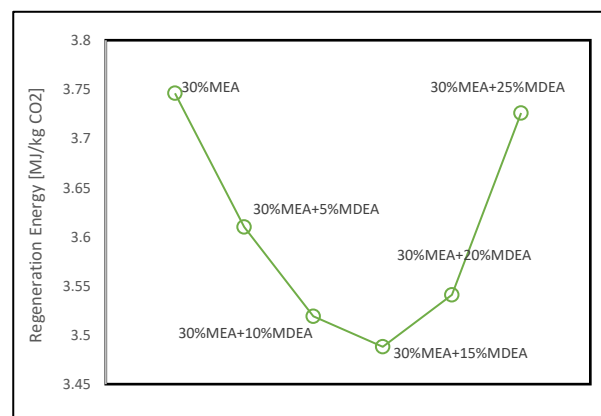 3.8
3.75
3.7
3.65
3.6
3.55
3.5
3.45
Regeneration Energy [MJ/kg CO2]
30%MEA
30%MEA+25%MDEA
30%MEA+5%MDEA
30%MEA+20%MDEA
30%MEA+10%MDEA
30%MEA+15%MDEA